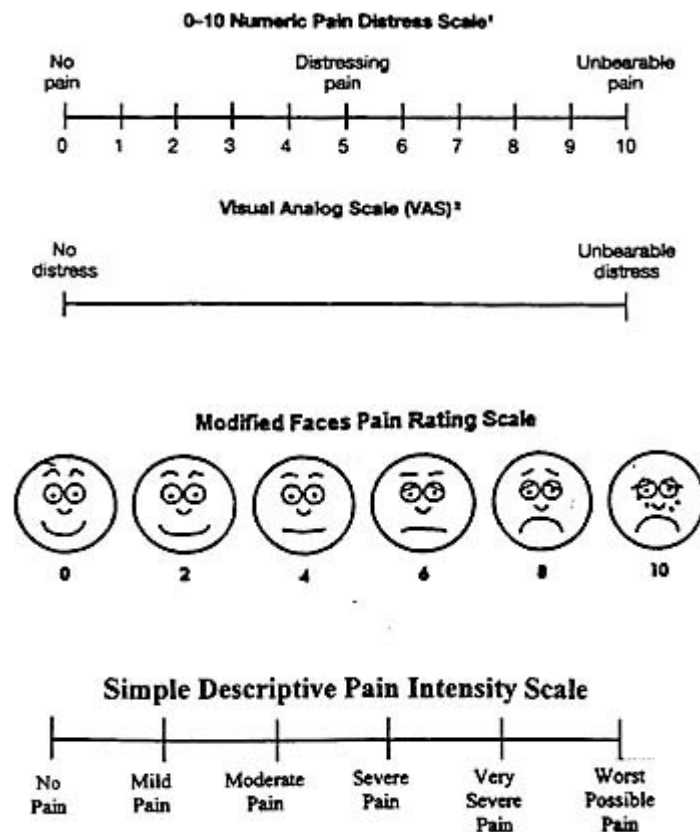 0–10 Numeric Pain Distress Scale¹
No pain
Distressing pain
Unbearable pain
0 1 2 3 4 5 6 7 8 9 10
Visual Analog Scale (VAS)²
No distress
Unbearable distress
Modified Faces Pain Rating Scale
0 2 4 6 8 10
Simple Descriptive Pain Intensity Scale
No Pain
Mild Pain
Moderate Pain
Severe Pain
Very Severe Pain
Worst Possible Pain